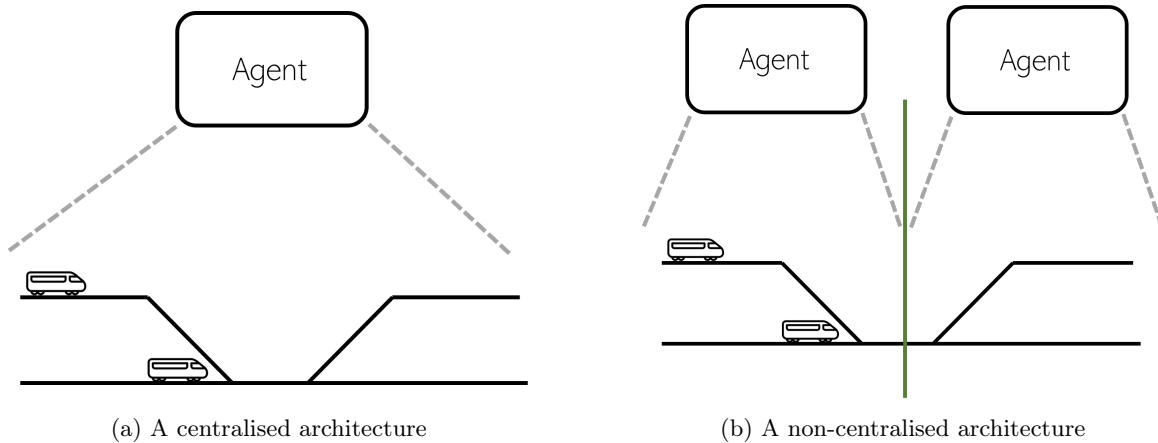 Agent
Agent
Agent
(a) A centralised architecture
(b) A non-centralised architecture